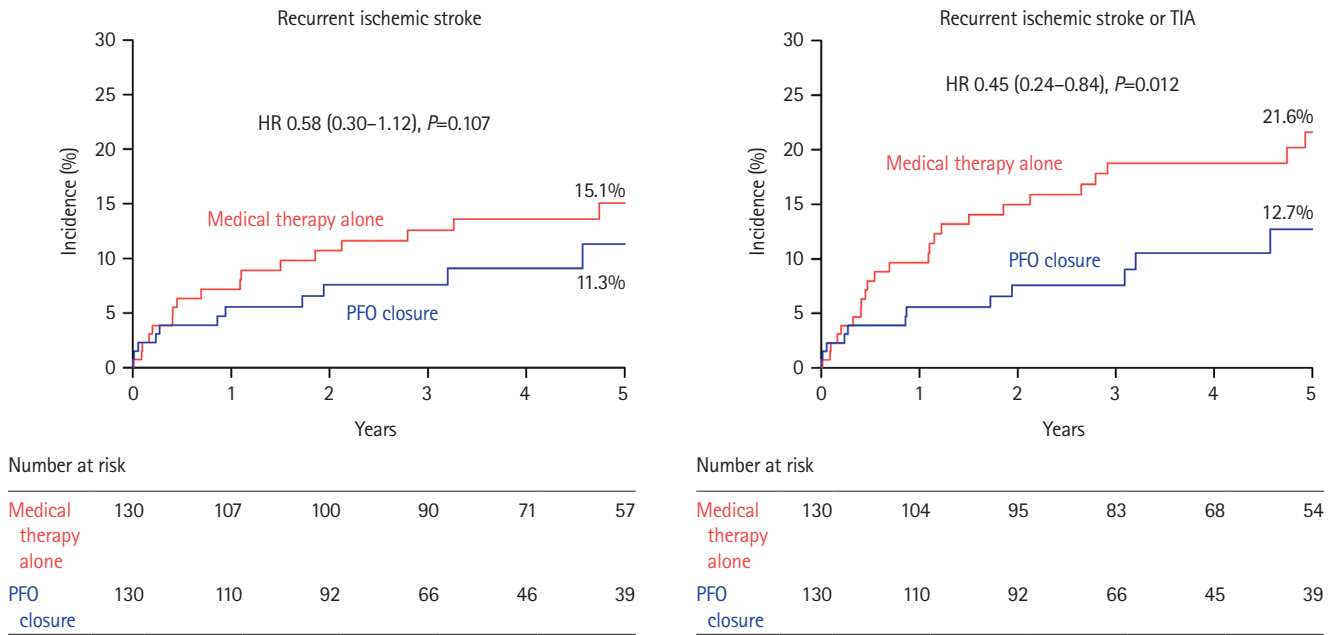 Recurrent ischemic stroke
30
25
20
15
10
5
0
Incidence (%)
HR 0.58 (0.30–1.12), P=0.107
Medical therapy alone
15.1%
PFO closure
11.3%
0 1 2 3 4 5
Years
Number at risk
Medical therapy alone 130 107 100 90 71 57
PFO closure 130 110 92 66 46 39
Recurrent ischemic stroke or TIA
30
25
20
15
10
5
0
Incidence (%)
HR 0.45 (0.24–0.84), P=0.012
21.6%
Medical therapy alone
12.7%
PFO closure
0 1 2 3 4 5
Years
Number at risk
Medical therapy alone 130 104 95 83 68 54
PFO closure 130 110 92 66 45 39